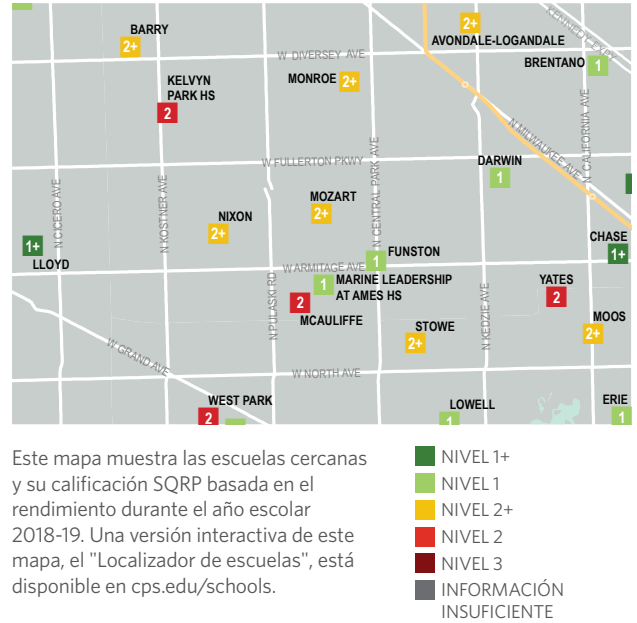 BARRY
2+
W DIVERSEY AVE
2+
AVONDALE-LOGANDALE
KENNEDY EXPY
BRENTANO
1
KELVYN
PARK HS
2
MONROE
2+
N MILWAUKEE AVE
N CALIFORNIA AVE
W FULLERTON PKWY
DARWIN
1
N CICERO AVE
N KOSTNER AVE
N CENTRAL PARK AVE
MOZART
2+
NIXON
2+
1+
LLOYD
FUNSTON
1
CHASE
1+
W ARMITAGE AVE
1
MARINE LEADERSHIP
AT AMES HS
N PULASKI RD
2
MCAULIFFE
N KEDZIE AVE
YATES
2
STOWE
2+
MOOS
2+
W GRAND AVE
W NORTH AVE
WEST PARK
2
LOWELL
1
ERIE
1
Este mapa muestra las escuelas cercanas
y su calificación SQRP basada en el
rendimiento durante el año escolar
2018-19. Una versión interactiva de este
mapa, el "Localizador de escuelas", está
disponible en cps.edu/schools.
NIVEL 1+
NIVEL 1
NIVEL 2+
NIVEL 2
NIVEL 3
INFORMACIÓN
INSUFICIENTE